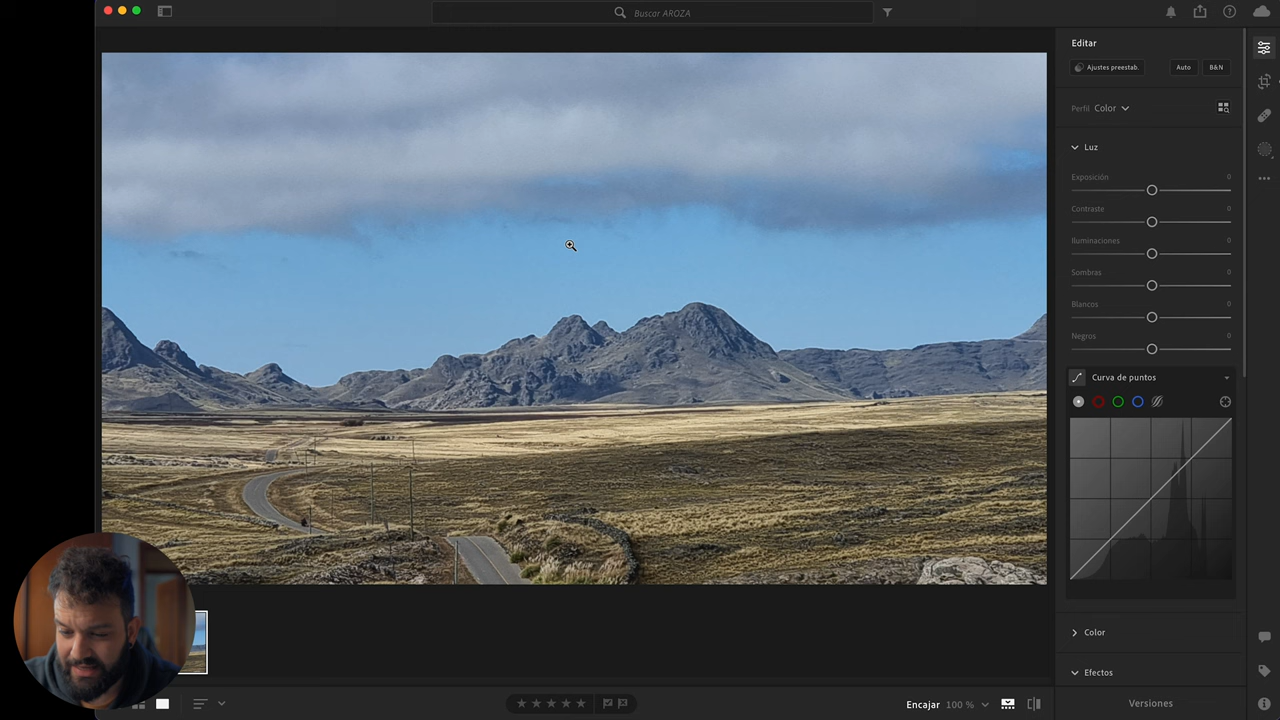 Buscar AROZA
Editar
Ajustes preestab.
Auto
B&N
Perfil Color
Luz
Exposición 0
Contraste 0
Iluminaciones 0
Sombras 0
Blancos 0
Negros 0
Curva de puntos
Color
Efectos
Encajar 100 %
Versiones